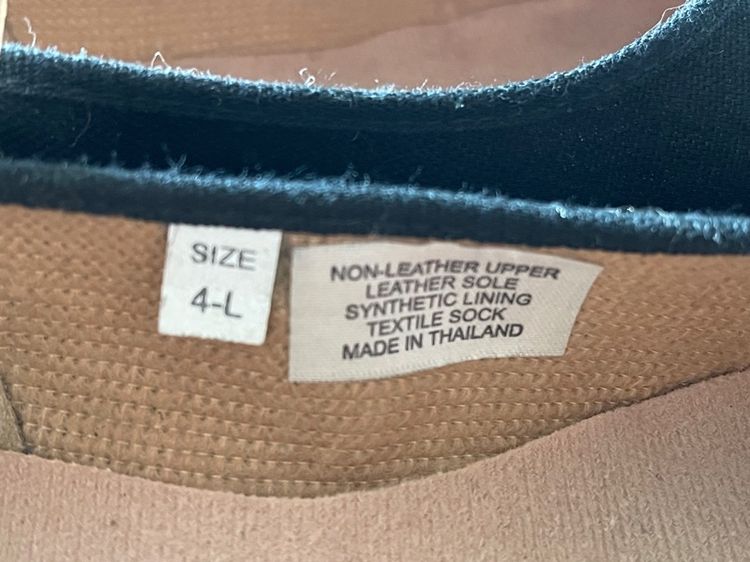 SIZE
4-L
NON-LEATHER UPPER
LEATHER SOLE
SYNTHETIC LINING
TEXTILE SOCK
MADE IN THAILAND